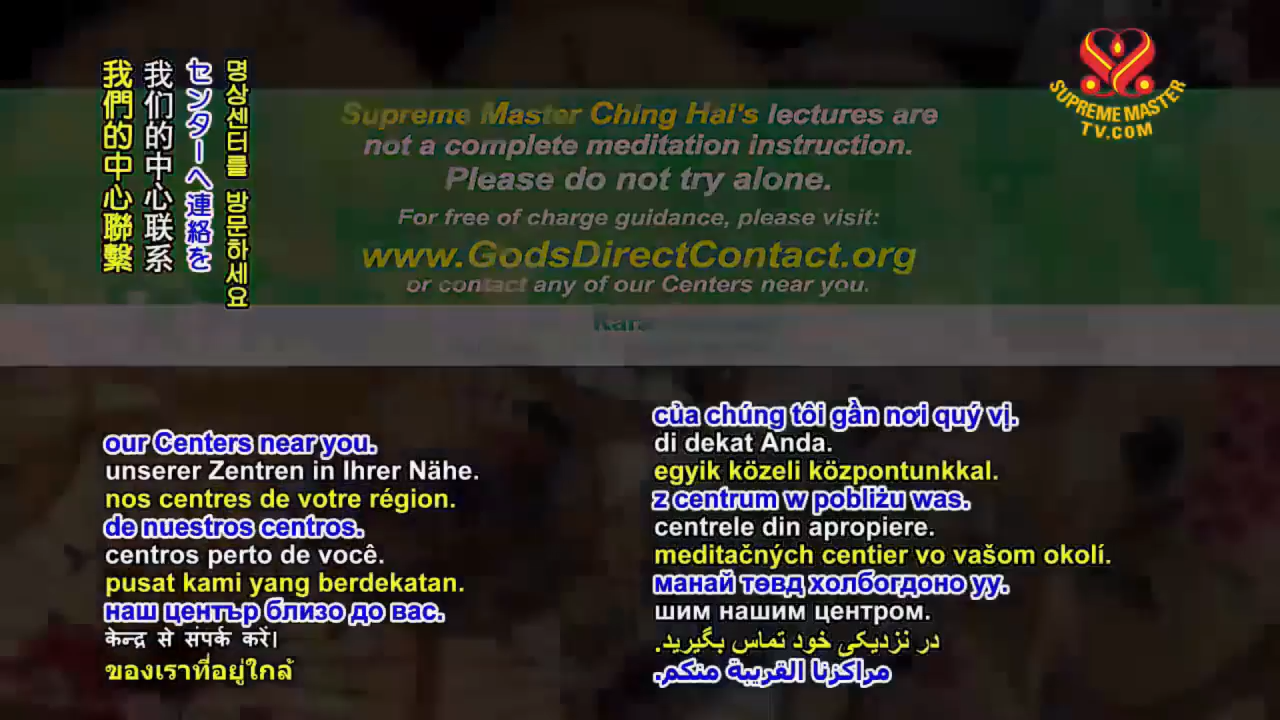 我們的中心聯繫
我们的中心联系
センターへ連絡を
명상센터를 방문하세요
SUPREME MASTER
TV.COM
Supreme Master Ching Hai's lectures are
not a complete meditation instruction.
Please do not try alone.
For free of charge guidance, please visit:
www.GodsDirectContact.org
or contact any of our Centers near you.
our Centers near you.
unserer Zentren in Ihrer Nähe.
nos centres de votre région.
de nuestros centros.
centros perto de você.
pusat kami yang berdekatan.
наш център близо до вас.
केन्द्र से संपर्क करें।
ของเราที่อยู่ใกล้
của chúng tôi gần nơi quý vị.
di dekat Anda.
egyik közeli központunkkal.
z centrum w pobliżu was.
centrele din apropiere.
meditačných centier vo vašom okolí.
манай төвд холбогдоно уу.
шим нашим центром.
در نزدیکی خود تماس بگیرید.
مراكزنا القريبة منكم.